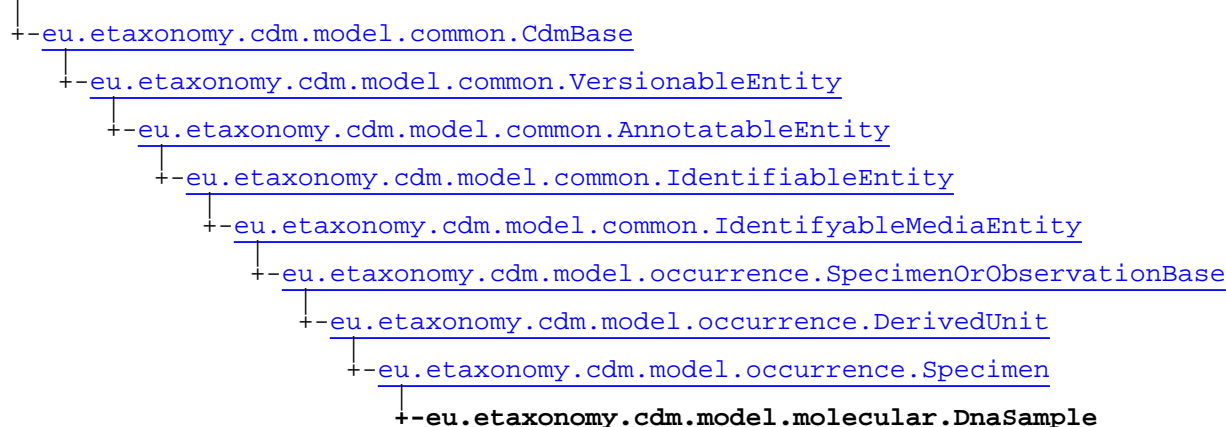 +-eu.etaxonomy.cdm.model.common.CdmBase
+-eu.etaxonomy.cdm.model.common.VersionableEntity
+-eu.etaxonomy.cdm.model.common.AnnotatableEntity
+-eu.etaxonomy.cdm.model.common.IdentifiableEntity
+-eu.etaxonomy.cdm.model.common.IdentifyableMediaEntity
+-eu.etaxonomy.cdm.model.occurrence.SpecimenOrObservationBase
+-eu.etaxonomy.cdm.model.occurrence.DerivedUnit
+-eu.etaxonomy.cdm.model.occurrence.Specimen
+-eu.etaxonomy.cdm.model.molecular.DnaSample